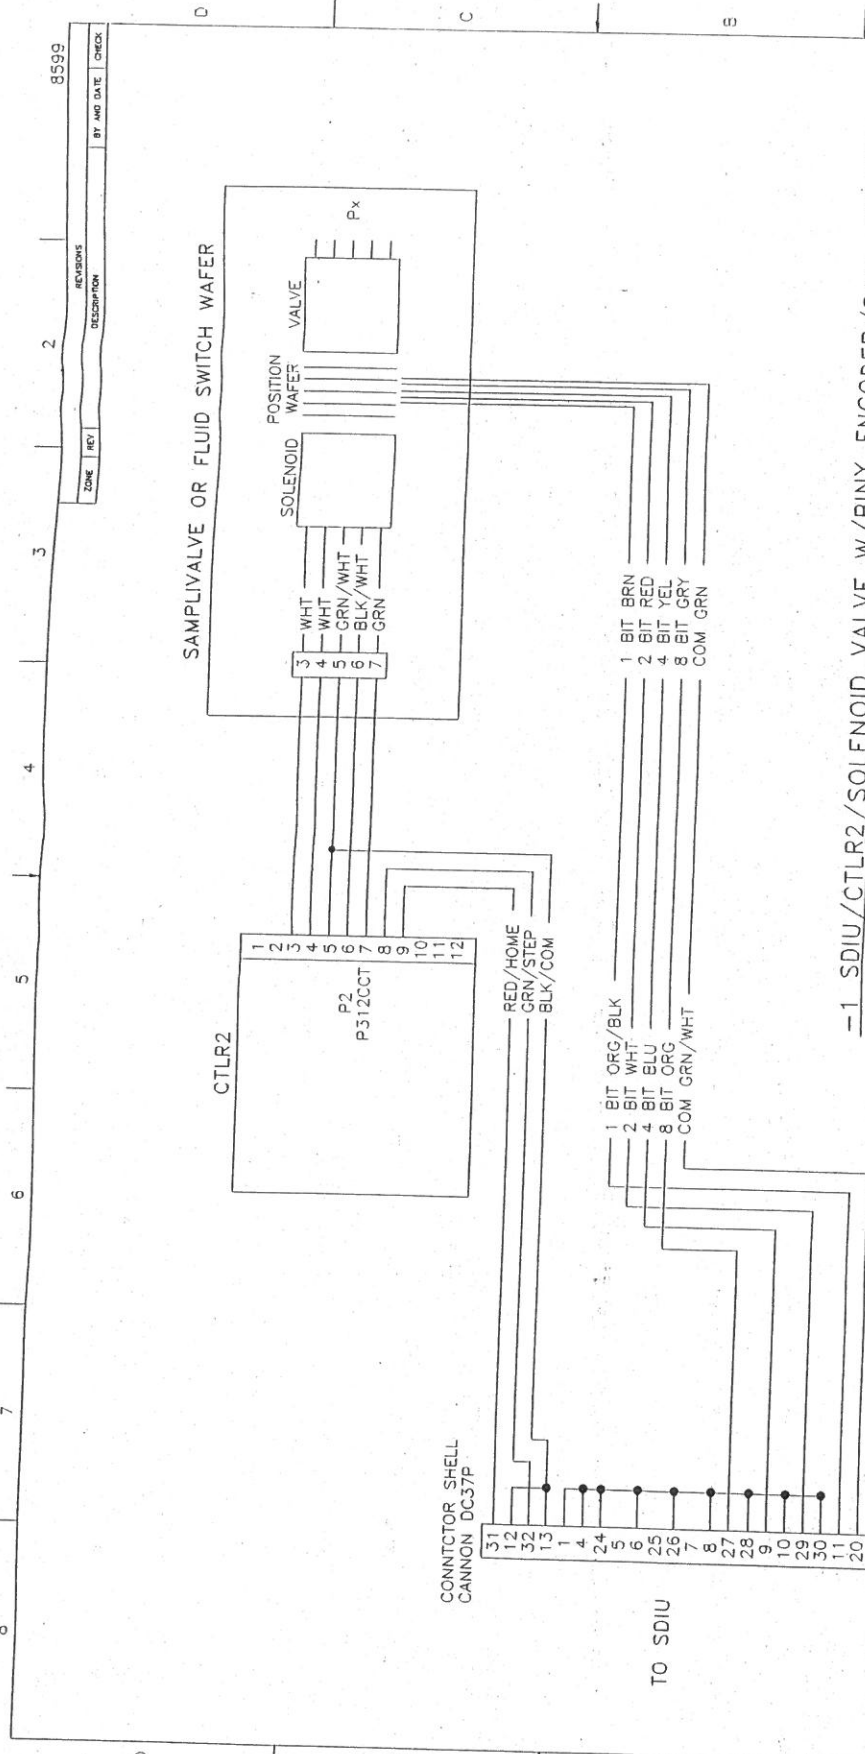 8599
REVISIONS
ZONE REV DESCRIPTION BY AND DATE CHECK
7 6 5 4 3 2
D
C
B
SAMPLIVALVE OR FLUID SWITCH WAFER
SOLENOID
POSITION
WAFER
VALVE
Px
3 WHT
4 WHT
5 GRN/WHT
6 BLK/WHT
7 GRN
CTLR2
P2
P312CCT
1
2
3
4
5
6
7
8
9
10
11
12
RED/HOME
GRN/STEP
BLK/COM
CONNTCTOR SHELL
CANNON DC37P
31
12
32
13
1
4
24
5
6
25
26
7
8
27
28
9
10
29
30
11
20
TO SDIU
1 BIT ORG/BLK
2 BIT WHT
4 BIT BLU
8 BIT ORG
COM GRN/WHT
1 BIT BRN
2 BIT RED
4 BIT YEL
8 BIT GRY
COM GRN
-1 SDIU/CTLR2/SOLENOID VALVE W/BINY ENCODER